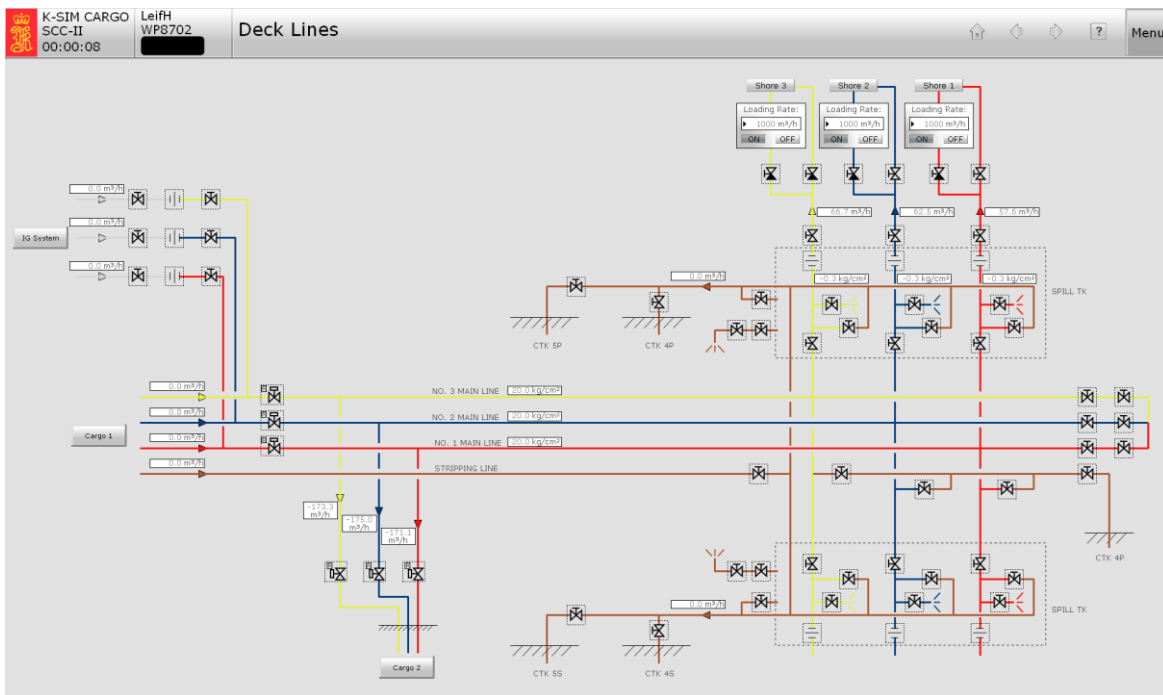 K-SIM CARGO
SCC-II
00:00:08
LeifH
WP8702
Deck Lines
?
Menu
Shore 3
Shore 2
Shore 1
Loading Rate:
Loading Rate:
Loading Rate:
1000 m³/h
1000 m³/h
1000 m³/h
ON OFF
ON OFF
ON OFF
0.0 m³/h
66.7 m³/h
62.5 m³/h
57.6 m³/h
0.0 m³/h
IG System
0.0 m³/h
0.0 m³/h
-0.3 kg/cm²
-0.3 kg/cm²
-0.3 kg/cm²
SPILL TK
CTK 5P
CTK 4P
0.0 m³/h
NO. 3 MAIN LINE 20.0 kg/cm²
0.0 m³/h
NO. 2 MAIN LINE 20.0 kg/cm²
Cargo 1
0.0 m³/h
NO. 1 MAIN LINE 20.0 kg/cm²
0.0 m³/h
STRIPPING LINE
-173.3
m³/h
-175.0
m³/h
-171.1
m³/h
CTK 4P
0.0 m³/h
SPILL TK
CTK 5S
CTK 4S
Cargo 2